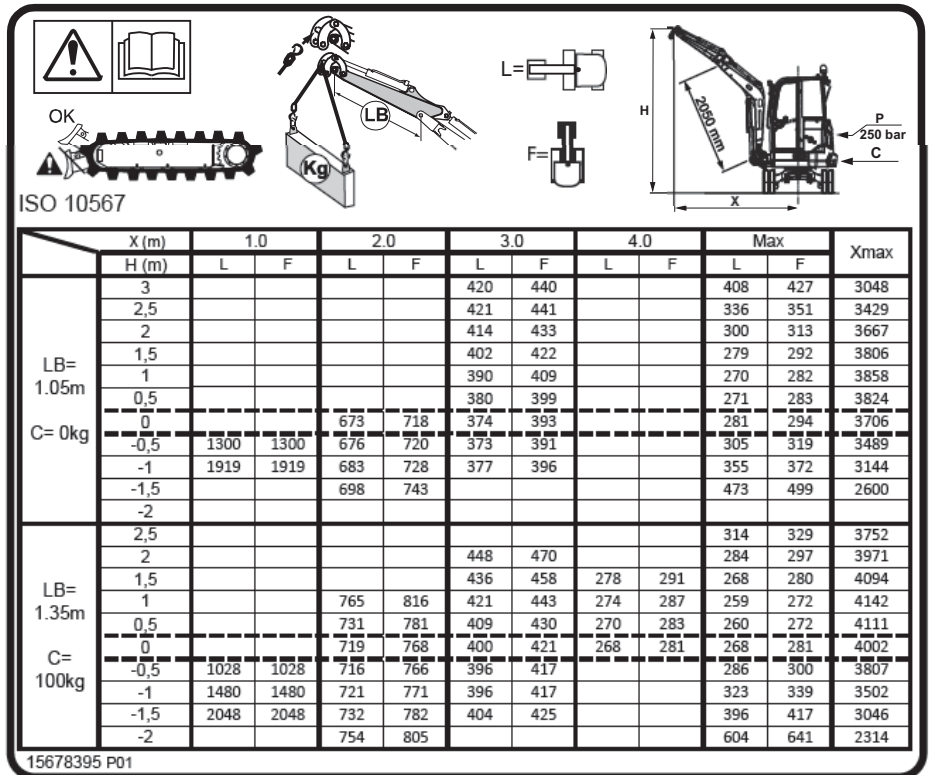 L=
H
2050 mm
P
250 bar
C
OK
LB
F=
Kg
X
ISO 10567
X (m) 1.0 2.0 3.0 4.0 Max Xmax
H (m) L F L F L F L F L F
LB=
1.05m
C= 0kg
3 420 440 408 427 3048
2,5 421 441 336 351 3429
2 414 433 300 313 3667
1,5 402 422 279 292 3806
1 390 409 270 282 3858
0,5 380 399 271 283 3824
0 673 718 374 393 281 294 3706
-0,5 1300 1300 676 720 373 391 305 319 3489
-1 1919 1919 683 728 377 396 355 372 3144
-1,5 698 743 473 499 2600
-2
LB=
1.35m
C=
100kg
2,5 314 329 3752
2 448 470 284 297 3971
1,5 436 458 278 291 268 280 4094
1 765 816 421 443 274 287 259 272 4142
0,5 731 781 409 430 270 283 260 272 4111
0 719 768 400 421 268 281 268 281 4002
-0,5 1028 1028 716 766 396 417 286 300 3807
-1 1480 1480 721 771 396 417 323 339 3502
-1,5 2048 2048 732 782 404 425 396 417 3046
-2 754 805 604 641 2314
15678395 P01